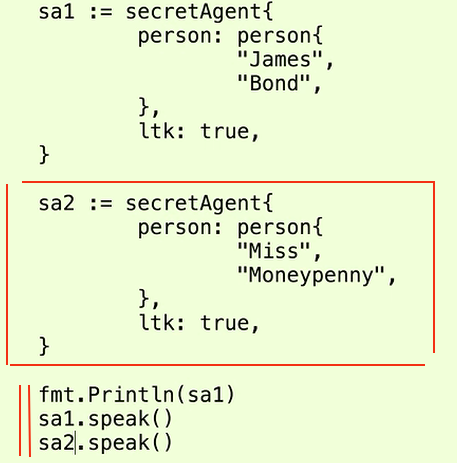 sa1 := secretAgent{
person: person{
"James",
"Bond",
},
ltk: true,
}
sa2 := secretAgent{
person: person{
"Miss",
"Moneypenny",
},
ltk: true,
}
fmt.Println(sa1)
sa1.speak()
sa2.speak()